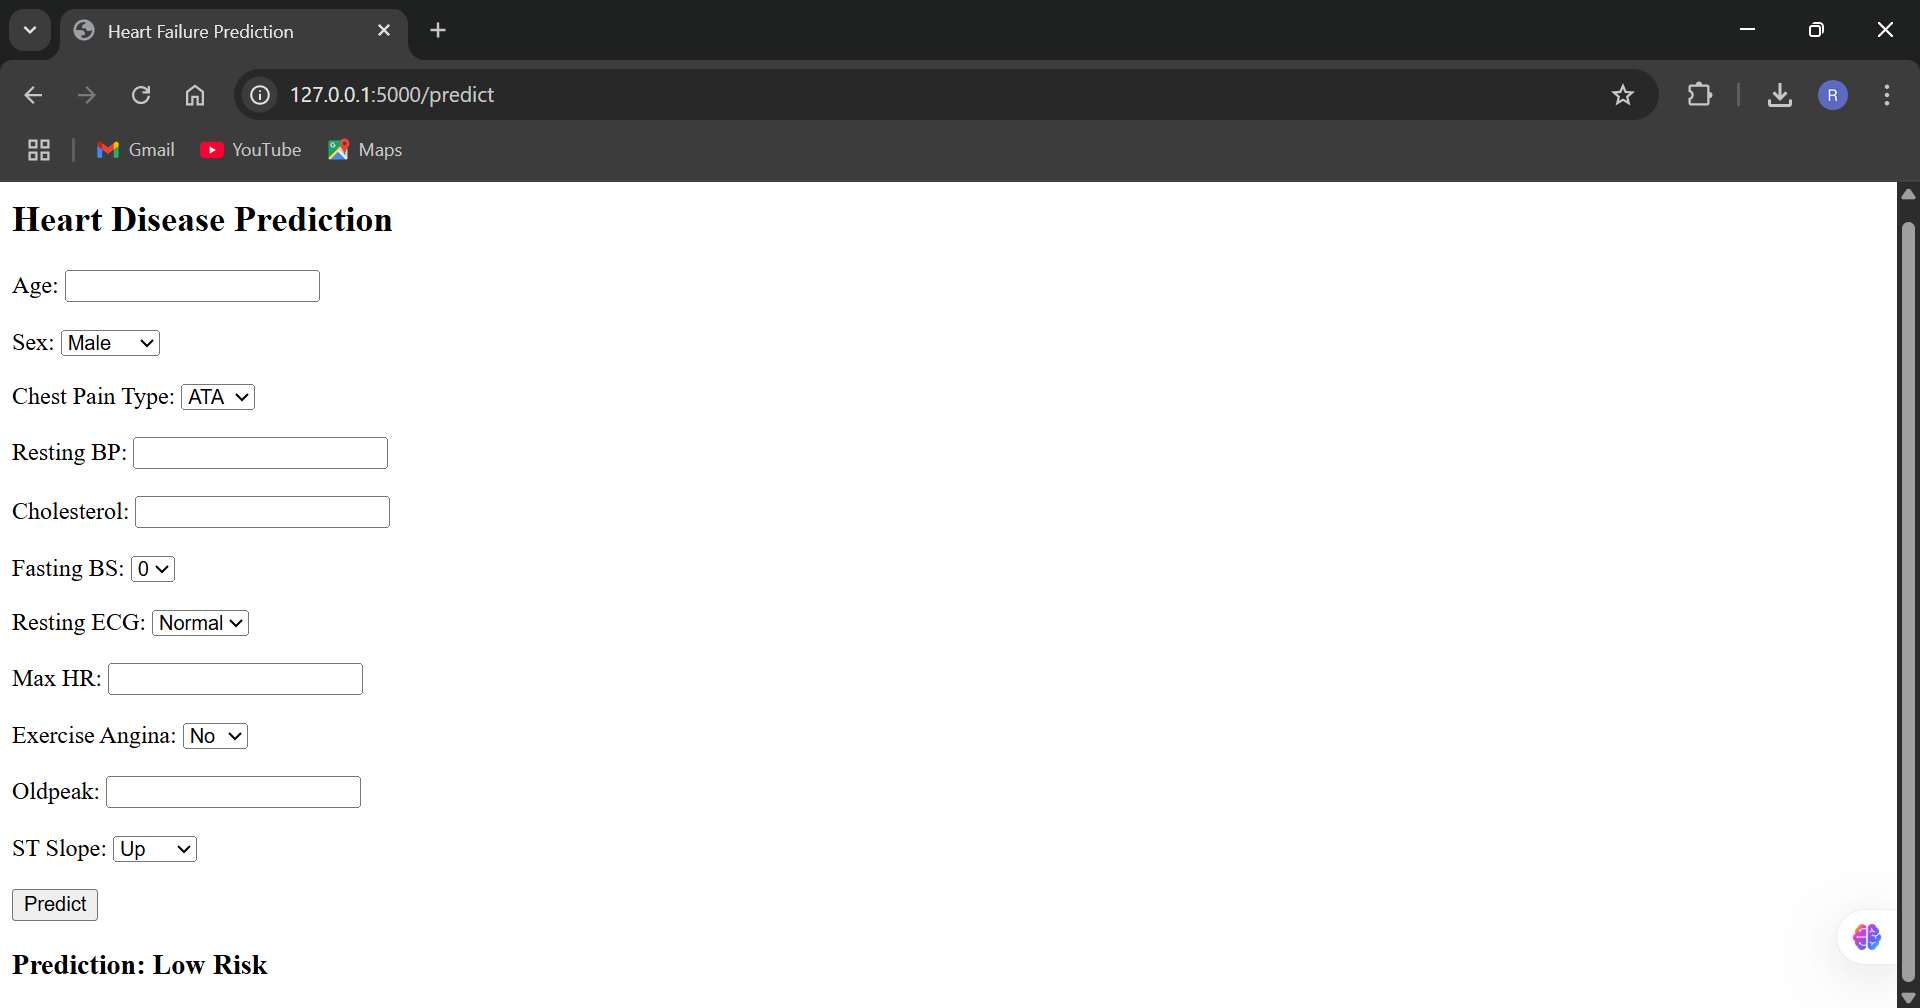 Heart Failure Prediction
127.0.0.1:5000/predict
R
Gmail YouTube Maps
Heart Disease Prediction
Age:
Sex: Male
Chest Pain Type: ATA
Resting BP:
Cholesterol:
Fasting BS: 0
Resting ECG: Normal
Max HR:
Exercise Angina: No
Oldpeak:
ST Slope: Up
Predict
Prediction: Low Risk